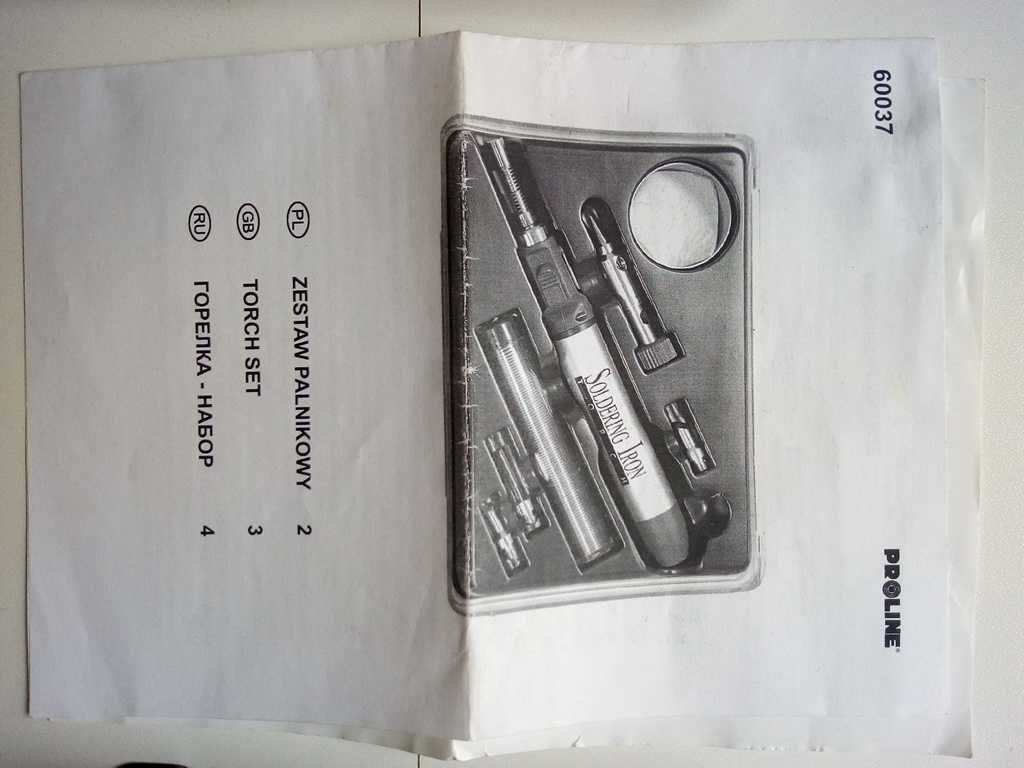 60037
PROLINE®
SOLDERING IRON
PL ZESTAW PALNIKOWY 2
GB TORCH SET 3
RU ГОРЕЛКА - НАБОР 4